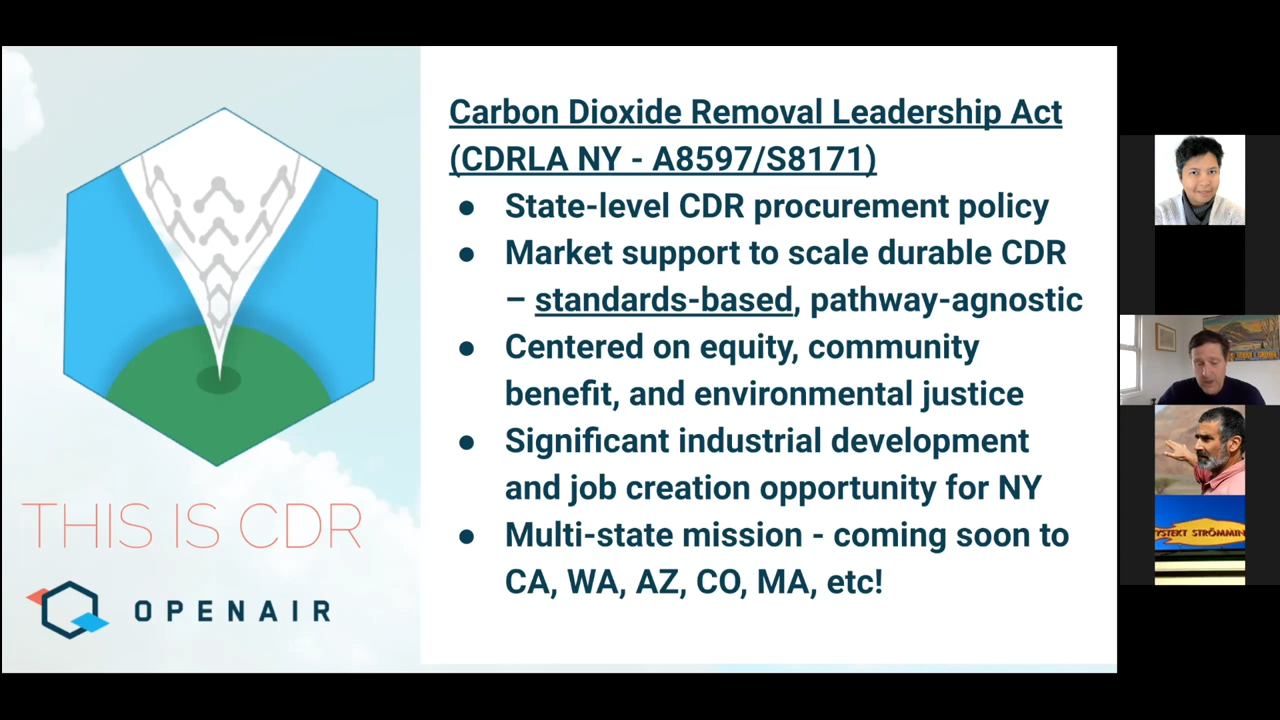 Carbon Dioxide Removal Leadership Act
(CDRLA NY - A8597/S8171)
● State-level CDR procurement policy
● Market support to scale durable CDR
– standards-based, pathway-agnostic
● Centered on equity, community
benefit, and environmental justice
● Significant industrial development
and job creation opportunity for NY
● Multi-state mission - coming soon to
CA, WA, AZ, CO, MA, etc!
THIS IS CDR
OPENAIR
YSTEKT STRÖMMIN